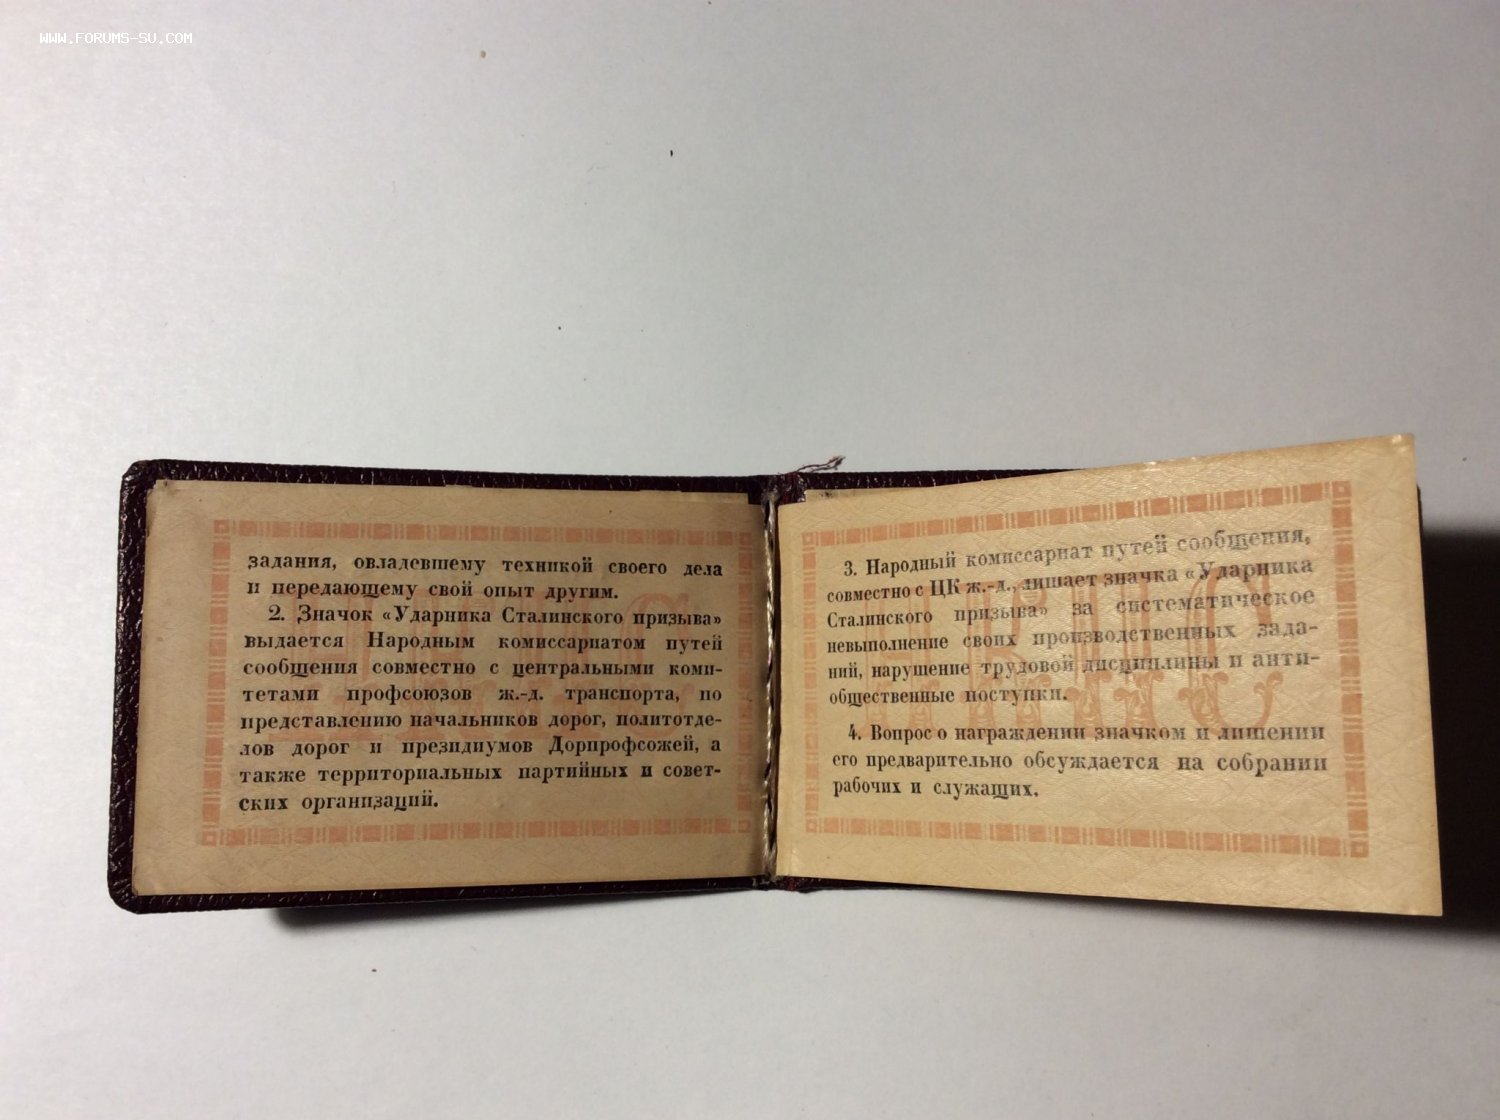 WWW.FORUMS-SU.COM
задания, овладевшему техникой своего дела
и передающему свой опыт другим.
2. Значок «Ударника Сталинского призыва»
выдается Народным комиссариатом путей
сообщения совместно с центральными коми-
тетами профсоюзов ж.-д. транспорта, по
представлению начальников дорог, политотде-
лов дорог и президиумов Дорпрофсожей, а
также территориальных партийных и совет-
ских организаций.
3. Народный комиссариат путей сообщения,
совместно с ЦК ж.-д., лишает значка «Ударника
Сталинского призыва» за систематическое
невыполнение своих производственных зада-
ний, нарушение трудовой дисциплины и анти-
общественные поступки.
4. Вопрос о награждении значком и лишении
его предварительно обсуждается на собрании
рабочих и служащих.